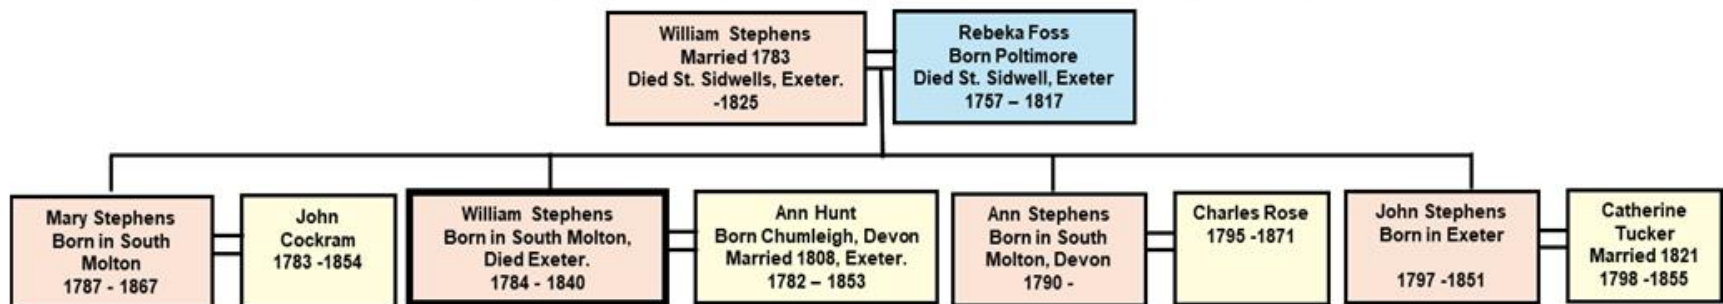 William Stephens
Married 1783
Died St. Sidwells, Exeter.
-1825
Rebeka Foss
Born Poltimore
Died St. Sidwell, Exeter
1757 – 1817
Mary Stephens
Born in South
Molton
1787 - 1867
John
Cockram
1783 -1854
William Stephens
Born in South Molton,
Died Exeter.
1784 - 1840
Ann Hunt
Born Chumleigh, Devon
Married 1808, Exeter.
1782 – 1853
Ann Stephens
Born in South
Molton, Devon
1790 -
Charles Rose
1795 -1871
John Stephens
Born in Exeter
1797 -1851
Catherine
Tucker
Married 1821
1798 -1855